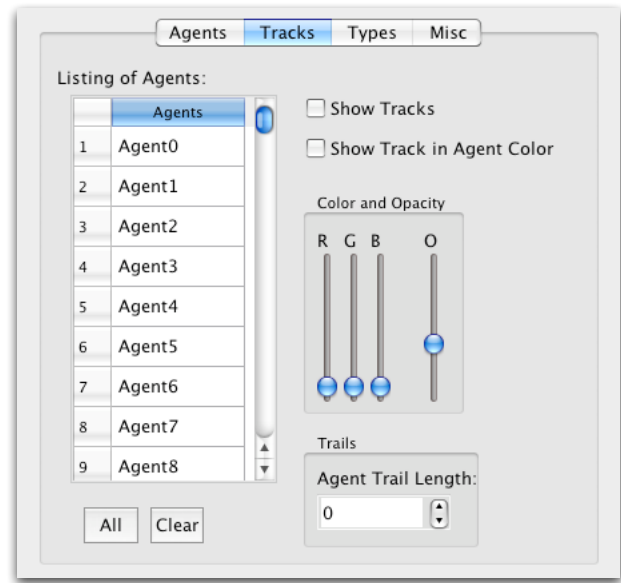 Agents Tracks Types Misc
Listing of Agents:
Agents
1 Agent0
2 Agent1
3 Agent2
4 Agent3
5 Agent4
6 Agent5
7 Agent6
8 Agent7
9 Agent8
All Clear
Show Tracks
Show Track in Agent Color
Color and Opacity
R G B O
Trails
Agent Trail Length:
0